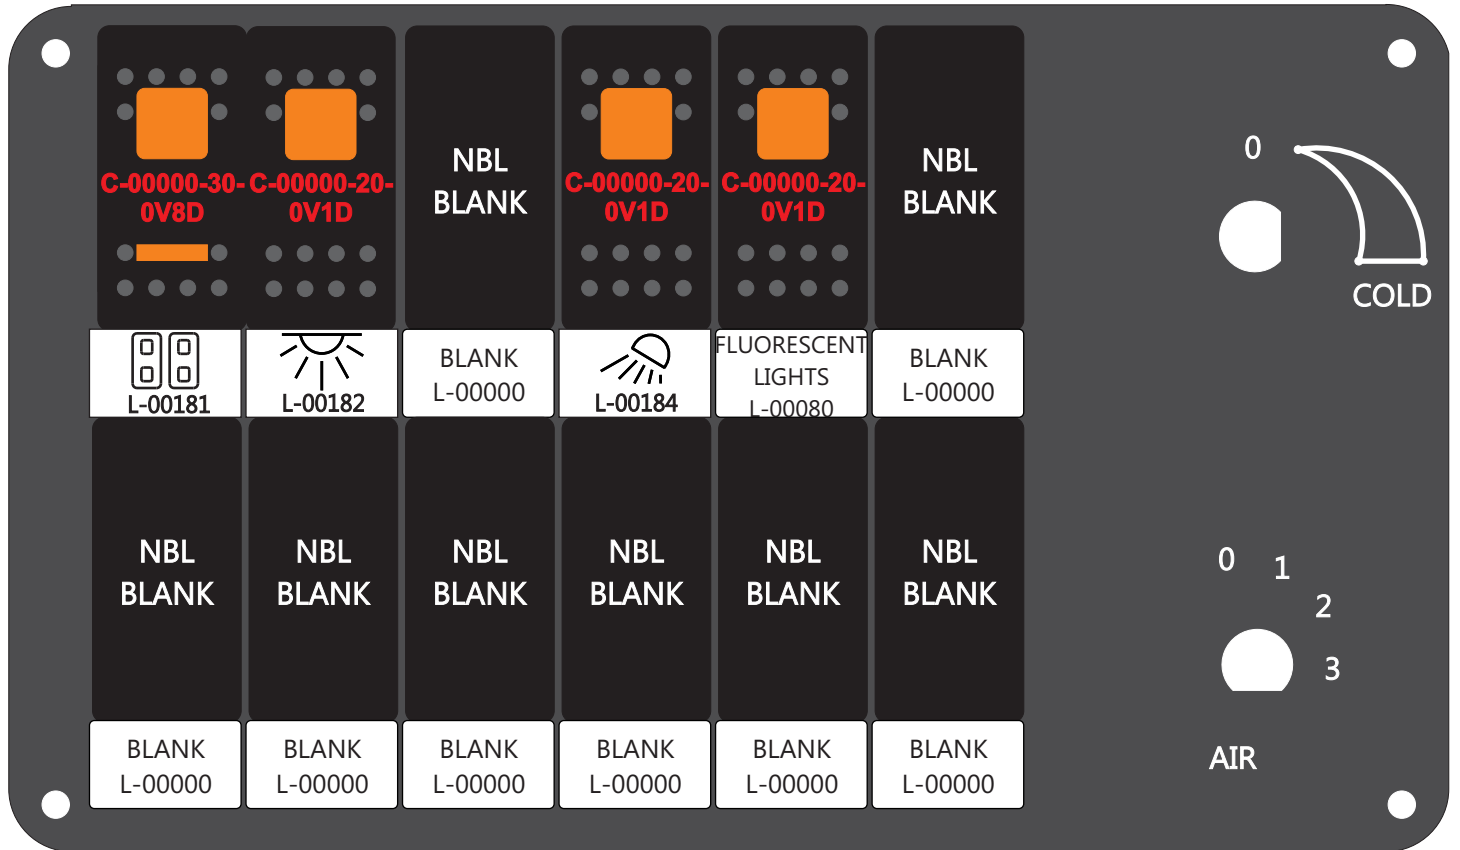 C-00000-30-
0V8D
C-00000-20-
0V1D
NBL
BLANK
C-00000-20-
0V1D
C-00000-20-
0V1D
NBL
BLANK
0
COLD
L-00181
L-00182
BLANK
L-00000
L-00184
FLUORESCENT
LIGHTS
L-00080
BLANK
L-00000
NBL
BLANK
NBL
BLANK
NBL
BLANK
NBL
BLANK
NBL
BLANK
NBL
BLANK
0
1
2
3
AIR
BLANK
L-00000
BLANK
L-00000
BLANK
L-00000
BLANK
L-00000
BLANK
L-00000
BLANK
L-00000